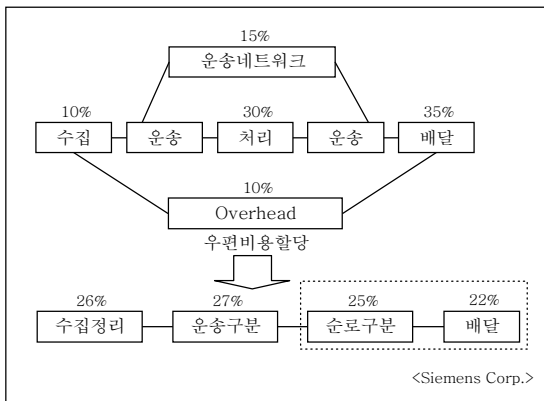 15%
운송네트워크
10% 30% 35%
수집 운송 처리 운송 배달
10%
Overhead
우편비용할당
26% 27% 25% 22%
수집정리 운송구분 순로구분 배달
<Siemens Corp.>